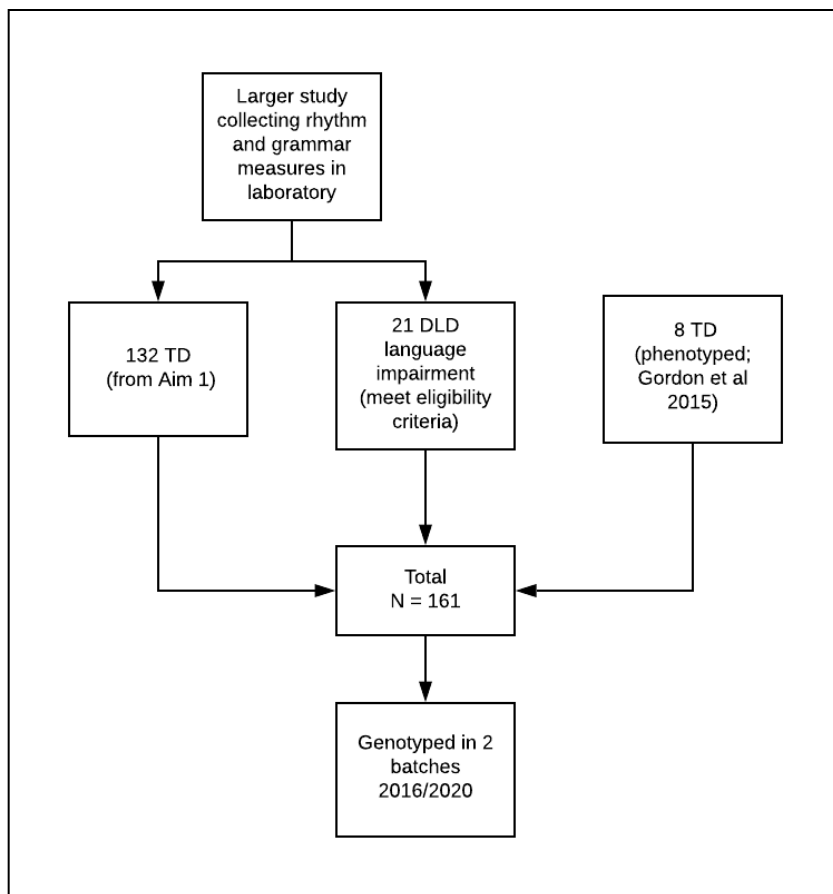 Larger study
collecting rhythm
and grammar
measures in
laboratory
132 TD
(from Aim 1)
21 DLD
language
impairment
(meet eligibility
criteria)
8 TD
(phenotyped;
Gordon et al
2015)
Total
N = 161
Genotyped in 2
batches
2016/2020